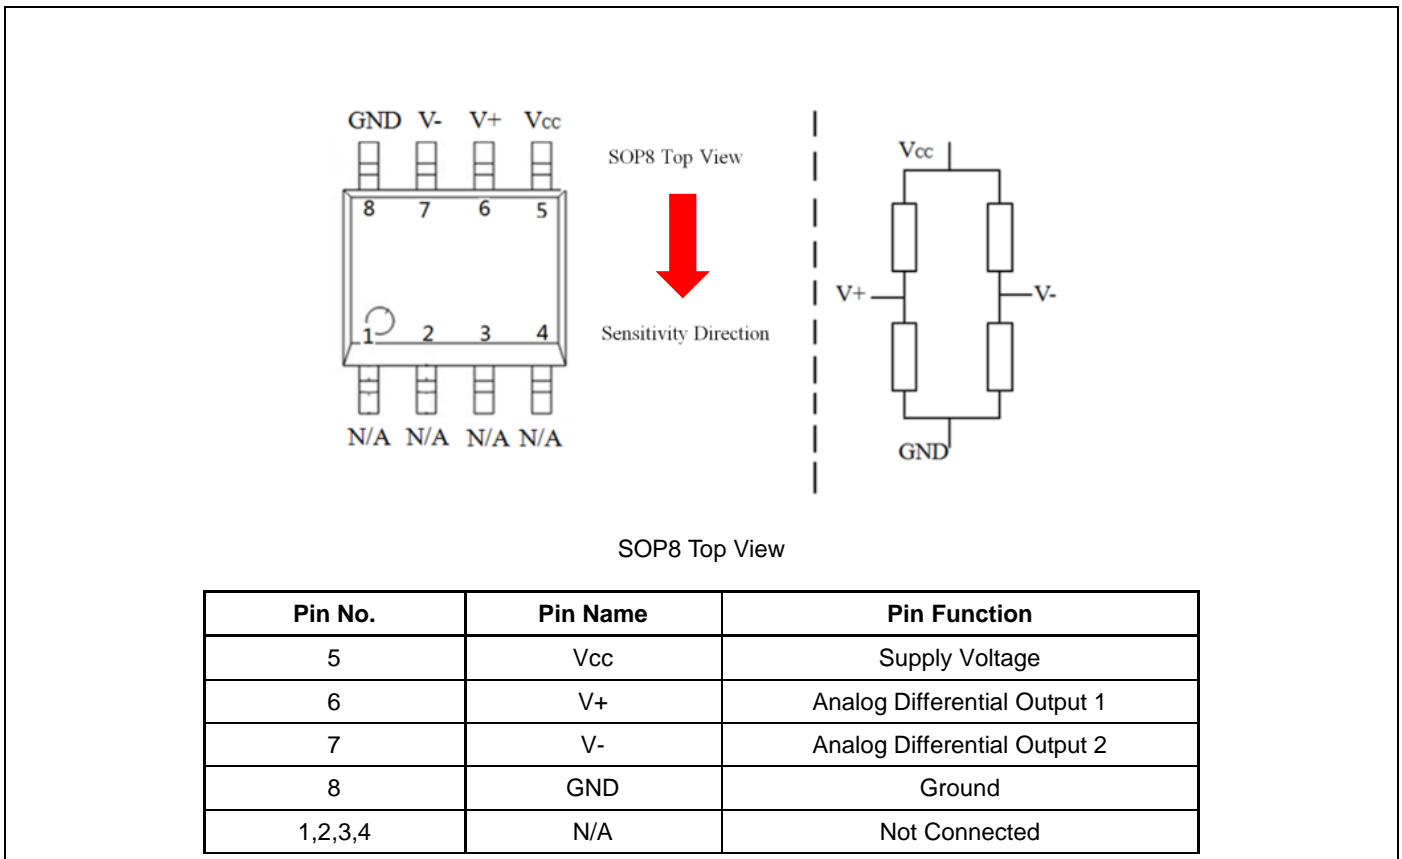 GND V- V+ Vcc
8 7 6 5
1 2 3 4
N/A N/A N/A N/A
SOP8 Top View
Sensitivity Direction
Vcc
V+ V-
GND
SOP8 Top View
Pin No. Pin Name Pin Function
5 Vcc Supply Voltage
6 V+ Analog Differential Output 1
7 V- Analog Differential Output 2
8 GND Ground
1,2,3,4 N/A Not Connected